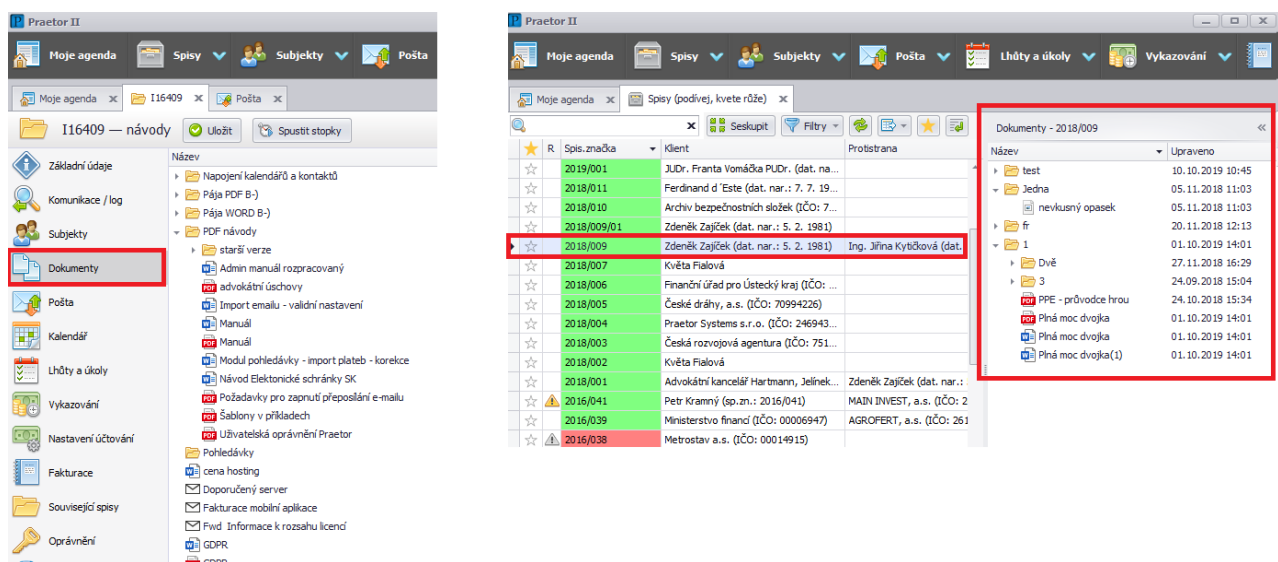 Praetor II
Moje agenda Spisy Subjekty Pošta
Moje agenda x I16409 x Pošta x
I16409 — návody Uložit Spustit stopky
Základní údaje
Komunikace / log
Subjekty
Dokumenty
Pošta
Kalendář
Lhůty a úkoly
Vykazování
Nastavení účtování
Fakturace
Související spisy
Oprávnění
Název
Napojení kalendářů a kontaktů
Pája PDF B-)
Pája WORD B-)
PDF návody
starší verze
Admin manuál rozpracovaný
advokátní úschovy
Import emailu - validní nastavení
Manuál
Manuál
Modul pohledávky - import plateb - korekce
Návod Elektonické schránky SK
Požadavky pro zapnutí přeposílání e-mailu
Šablony v příkladech
Uživatelská oprávnění Praetor
Pohledávky
cena hosting
Doporučený server
Fakturace mobilní aplikace
Fwd Informace k rozsahu licencí
GDPR
GDPR
Praetor II
Moje agenda Spisy Subjekty Pošta Lhůty a úkoly Vykazování
Moje agenda x Spisy (podívej, kvete růže) x
x Seskupit Filtry
R Spis.značka Klient Protistrana
2019/001 JUDr. Franta Vomáčka PUDr. (dat. na...
2018/011 Ferdinand d´Este (dat. nar.: 7. 7. 19...
2018/010 Archiv bezpečnostních složek (IČO: 7...
2018/009/01 Zdeněk Zajíček (dat. nar.: 5. 2. 1981)
2018/009 Zdeněk Zajíček (dat. nar.: 5. 2. 1981) Ing. Jiřina Kytičková (dat.
2018/007 Květa Fialová
2018/006 Finanční úřad pro Ústecký kraj (IČO: ...
2018/005 České dráhy, a.s. (IČO: 70994226)
2018/004 Praetor Systems s.r.o. (IČO: 246943...
2018/003 Česká rozvojová agentura (IČO: 751...
2018/002 Květa Fialová
2018/001 Advokátní kancelář Hartmann, Jelínek... Zdeněk Zajíček (dat. nar.:
2016/041 Petr Kramný (sp.zn.: 2016/041) MAIN INVEST, a.s. (IČO: 2
2016/039 Ministerstvo financí (IČO: 00006947) AGROFERT, a.s. (IČO: 261
2016/038 Metrostav a.s. (IČO: 00014915)
Dokumenty - 2018/009 «
Název Upraveno
test 10.10.2019 10:45
Jedna 05.11.2018 11:03
nevkusný opasek 05.11.2018 11:03
fr 20.11.2018 12:13
1 01.10.2019 14:01
Dvě 27.11.2018 16:29
3 24.09.2018 15:04
PPE - průvodce hrou 24.10.2018 15:34
Plná moc dvojka 01.10.2019 14:01
Plná moc dvojka 01.10.2019 14:01
Plná moc dvojka(1) 01.10.2019 14:01